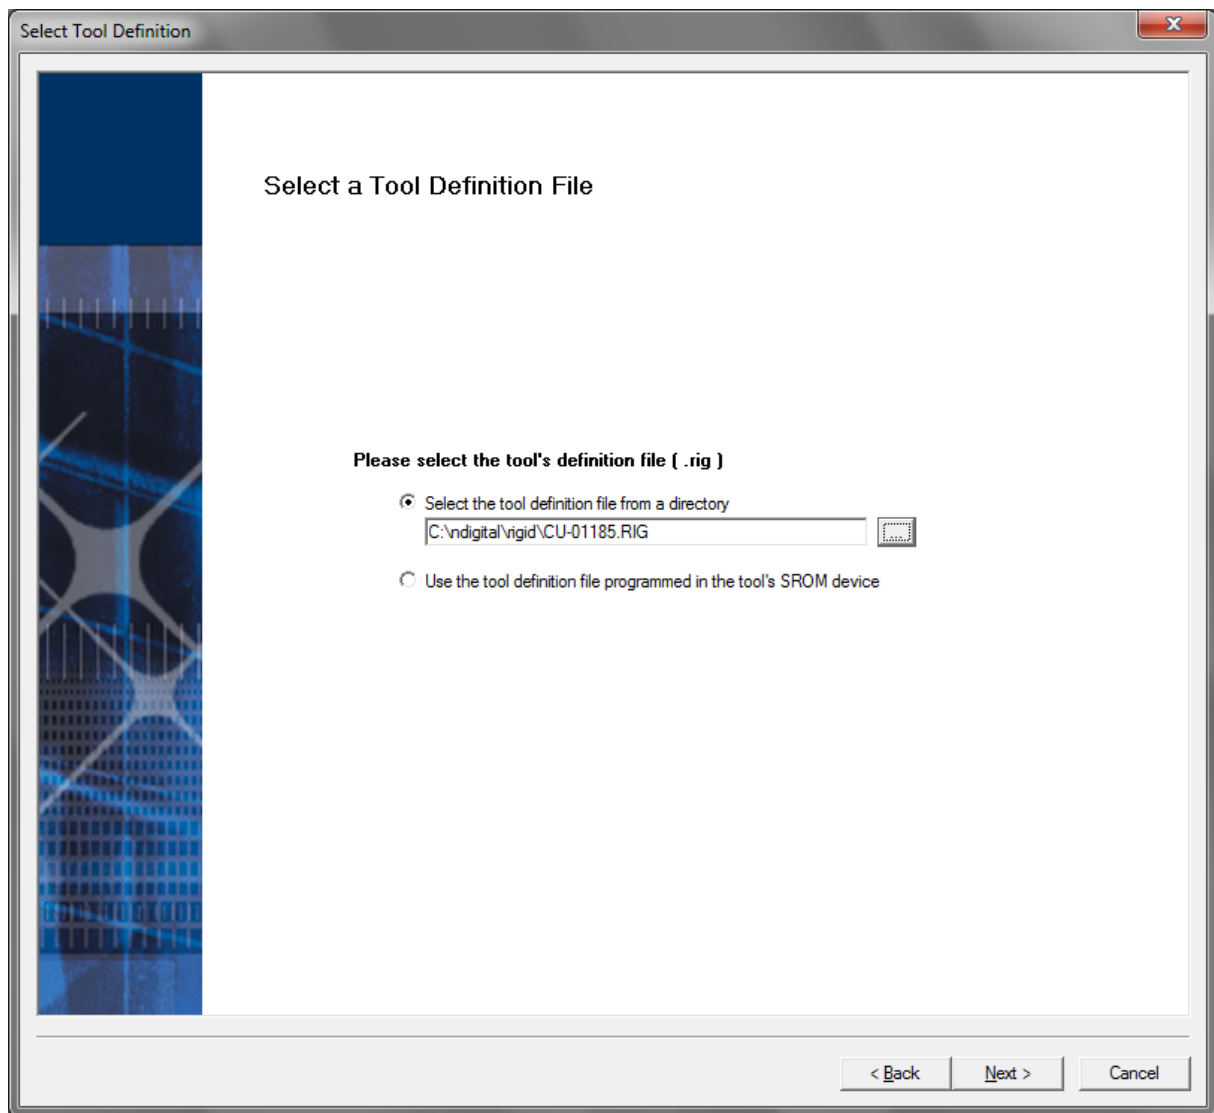 Select Tool Definition
Select a Tool Definition File
Please select the tool's definition file ( .rig )
Select the tool definition file from a directory
C:\ndigital\rigid\CU-01185.RIG
...
Use the tool definition file programmed in the tool's SROM device
< Back
Next >
Cancel